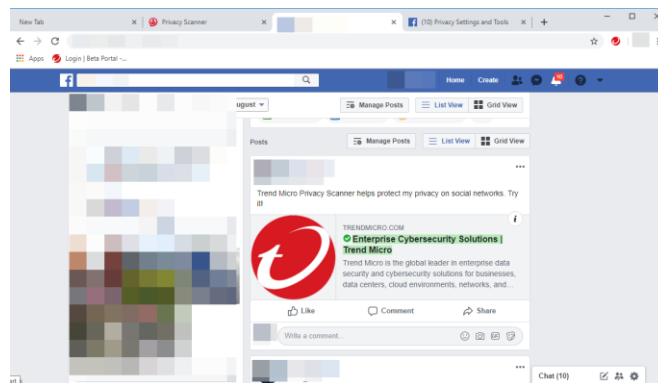 New Tab
Privacy Scanner
(10) Privacy Settings and Tools
Apps
Login | Beta Portal -...
Home
Create
ugust
Manage Posts
List View
Grid View
Posts
Manage Posts
List View
Grid View
Trend Micro Privacy Scanner helps protect my privacy on social networks. Try
it!
TRENDMICRO.COM
Enterprise Cybersecurity Solutions |
Trend Micro
Trend Micro is the global leader in enterprise data
security and cybersecurity solutions for businesses,
data centers, cloud environments, networks, and...
Like
Comment
Share
Write a comment...
GIF
Chat (10)